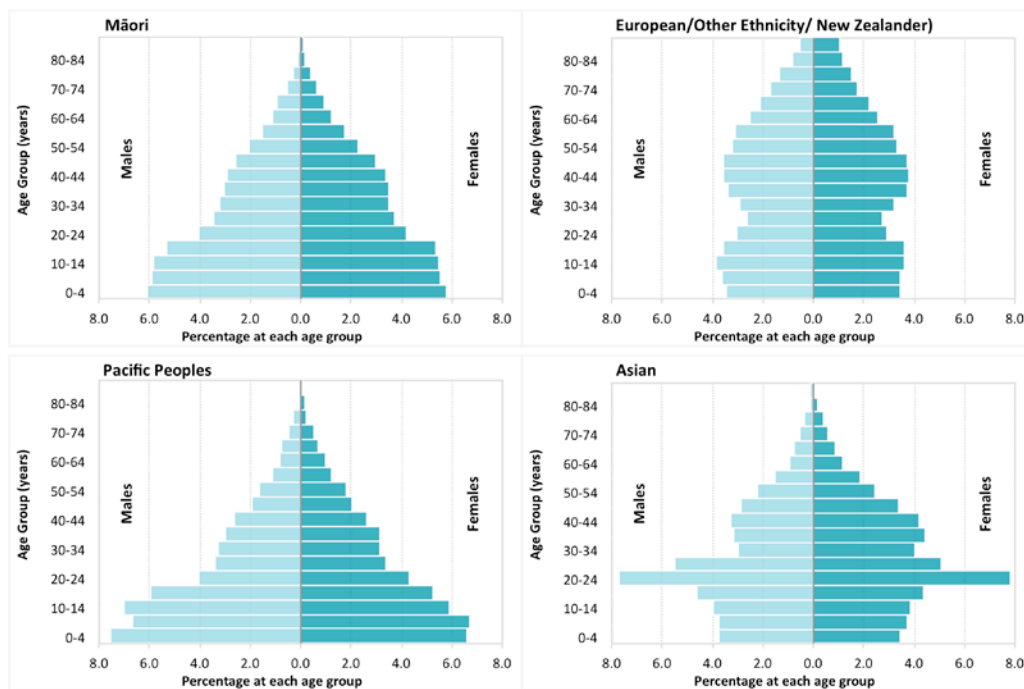 Māori
Age Group (years)
80-84
70-74
60-64
50-54
40-44
30-34
20-24
10-14
0-4
Males
Females
8.0 6.0 4.0 2.0 0.0 2.0 4.0 6.0 8.0
Percentage at each age group
European/Other Ethnicity/ New Zealander)
Age Group (years)
80-84
70-74
60-64
50-54
40-44
30-34
20-24
10-14
0-4
Males
Females
8.0 6.0 4.0 2.0 0.0 2.0 4.0 6.0 8.0
Percentage at each age group
Pacific Peoples
Age Group (years)
80-84
70-74
60-64
50-54
40-44
30-34
20-24
10-14
0-4
Males
Females
8.0 6.0 4.0 2.0 0.0 2.0 4.0 6.0 8.0
Percentage at each age group
Asian
Age Group (years)
80-84
70-74
60-64
50-54
40-44
30-34
20-24
10-14
0-4
Males
Females
8.0 6.0 4.0 2.0 0.0 2.0 4.0 6.0 8.0
Percentage at each age group